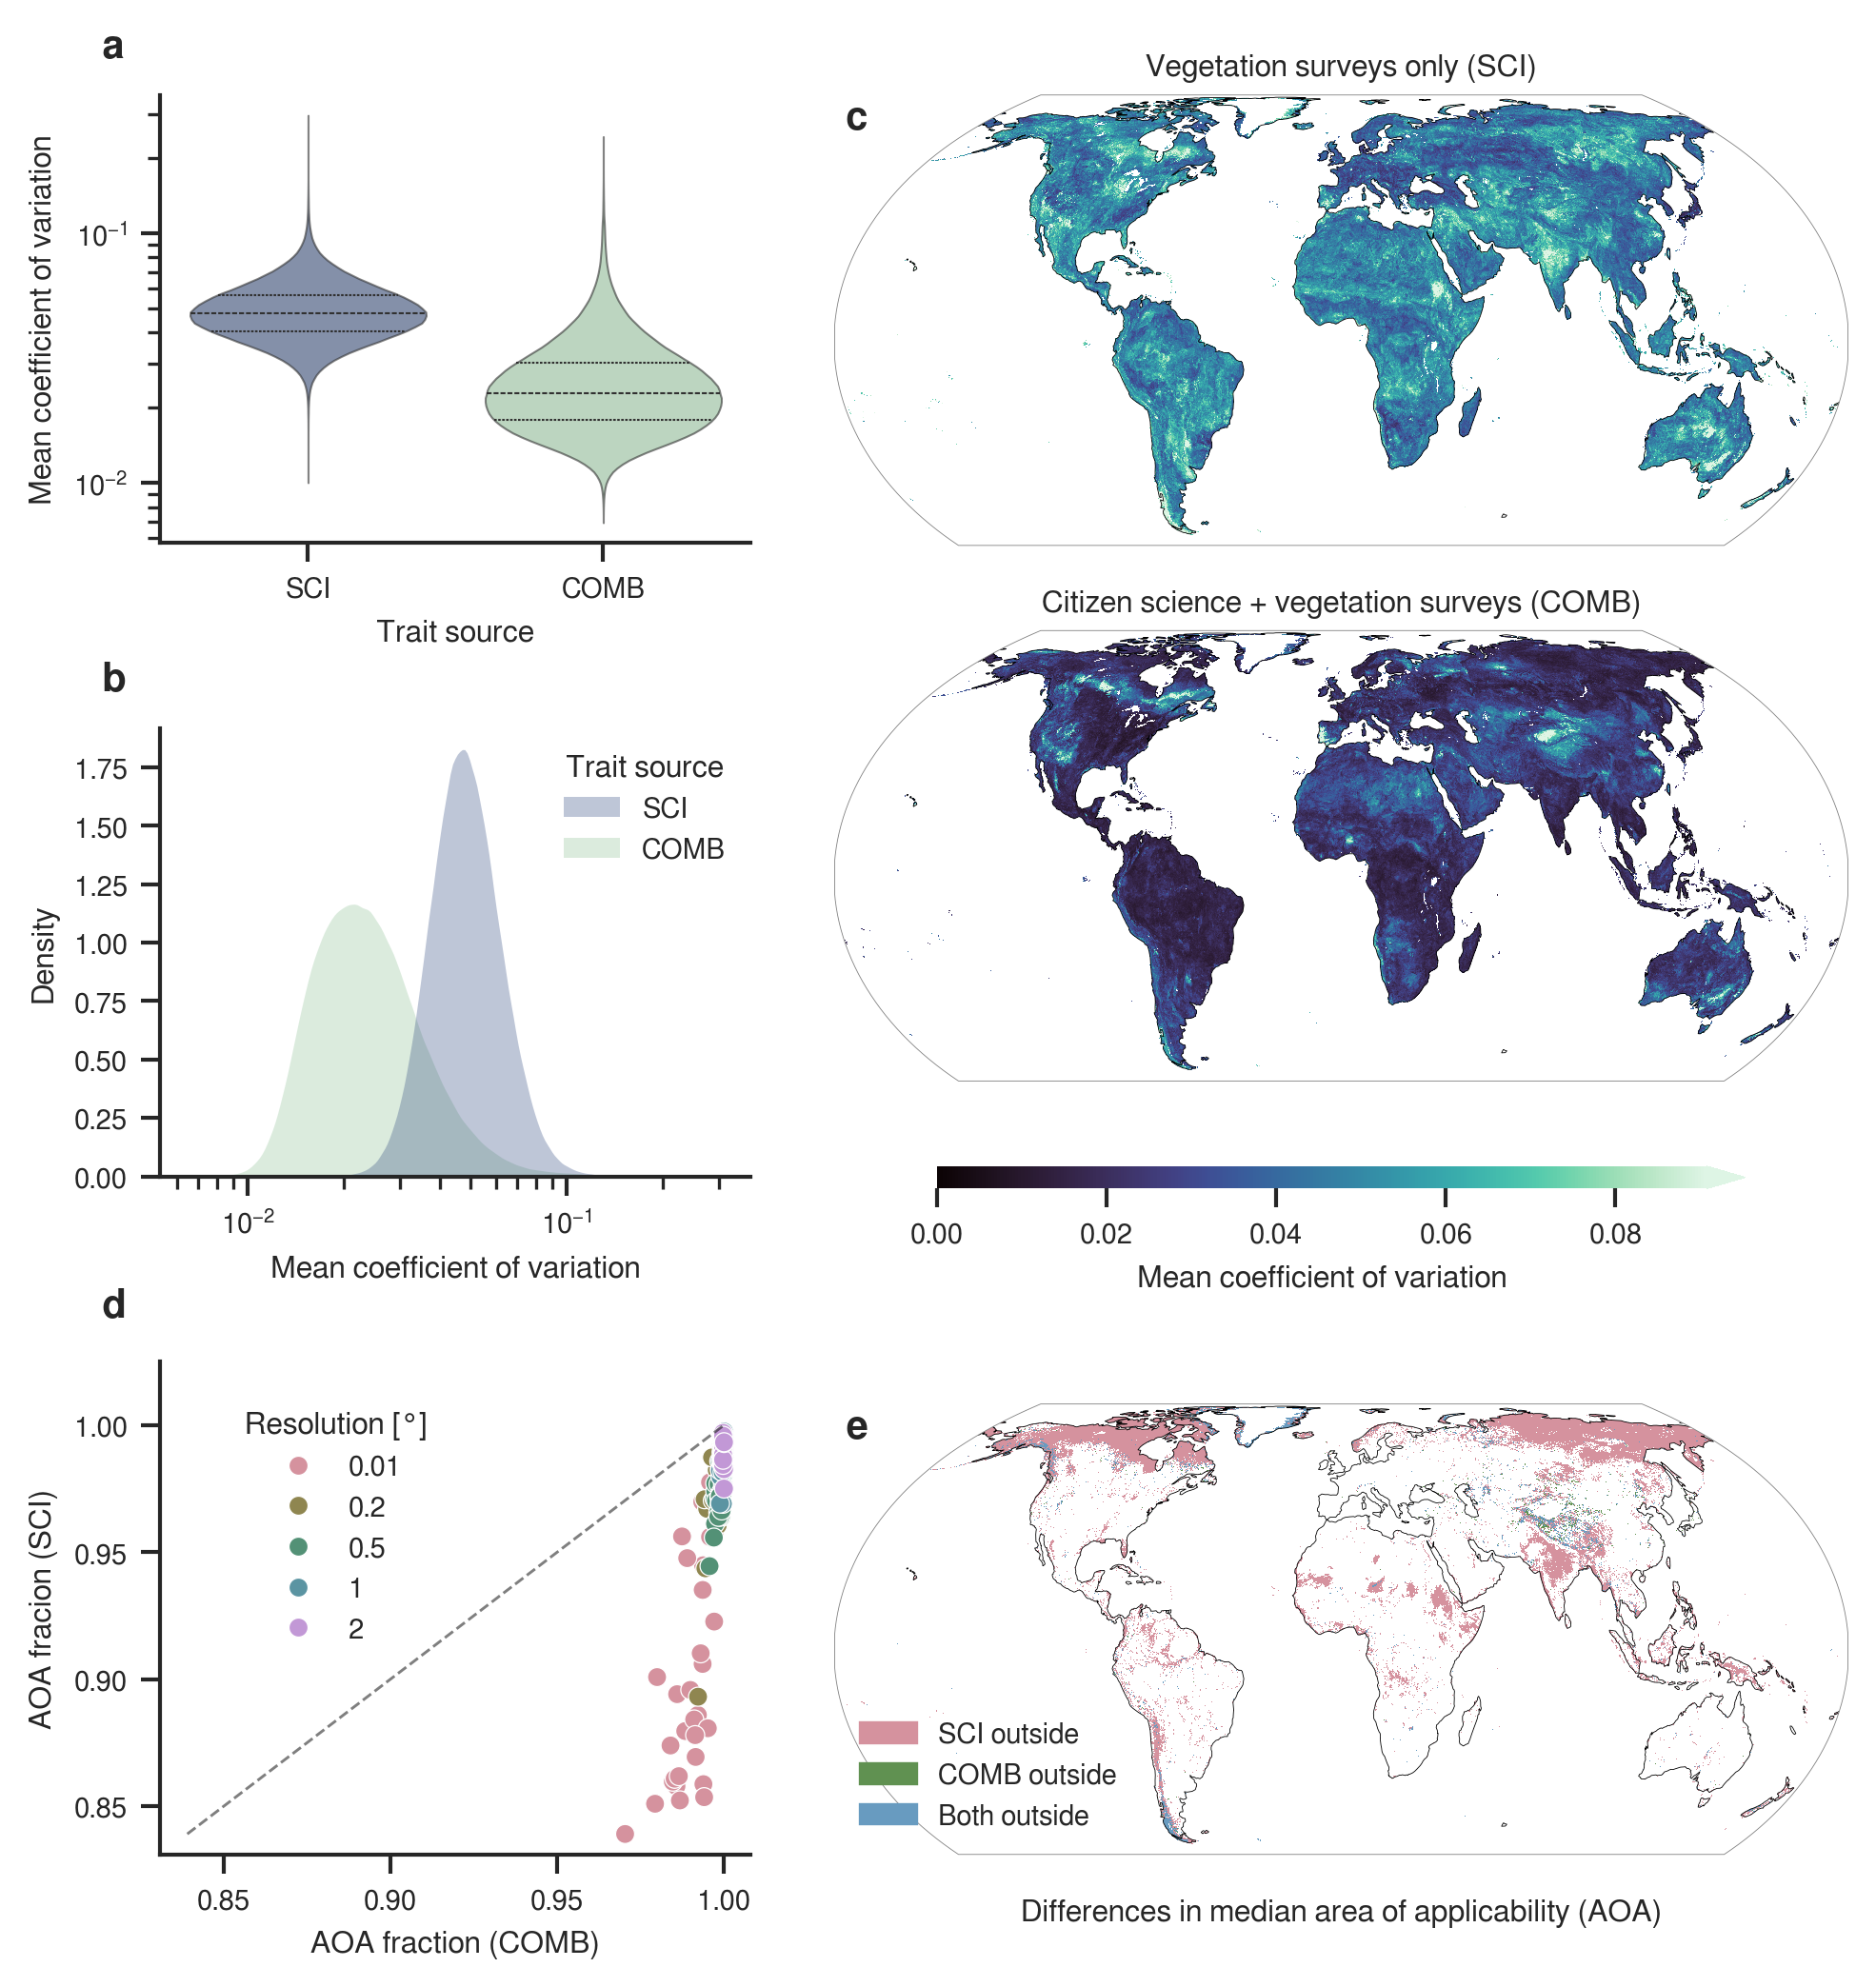 a
Mean coefficient of variation
10⁻¹
10⁻²
SCI
COMB
Trait source
b
Density
1.75
1.50
1.25
1.00
0.75
0.50
0.25
0.00
Trait source
SCI
COMB
10⁻²
10⁻¹
Mean coefficient of variation
c
Vegetation surveys only (SCI)
Citizen science + vegetation surveys (COMB)
0.00
0.02
0.04
0.06
0.08
Mean coefficient of variation
d
AOA fracion (SCI)
1.00
0.95
0.90
0.85
Resolution [°]
0.01
0.2
0.5
1
2
0.85
0.90
0.95
1.00
AOA fraction (COMB)
e
SCI outside
COMB outside
Both outside
Differences in median area of applicability (AOA)